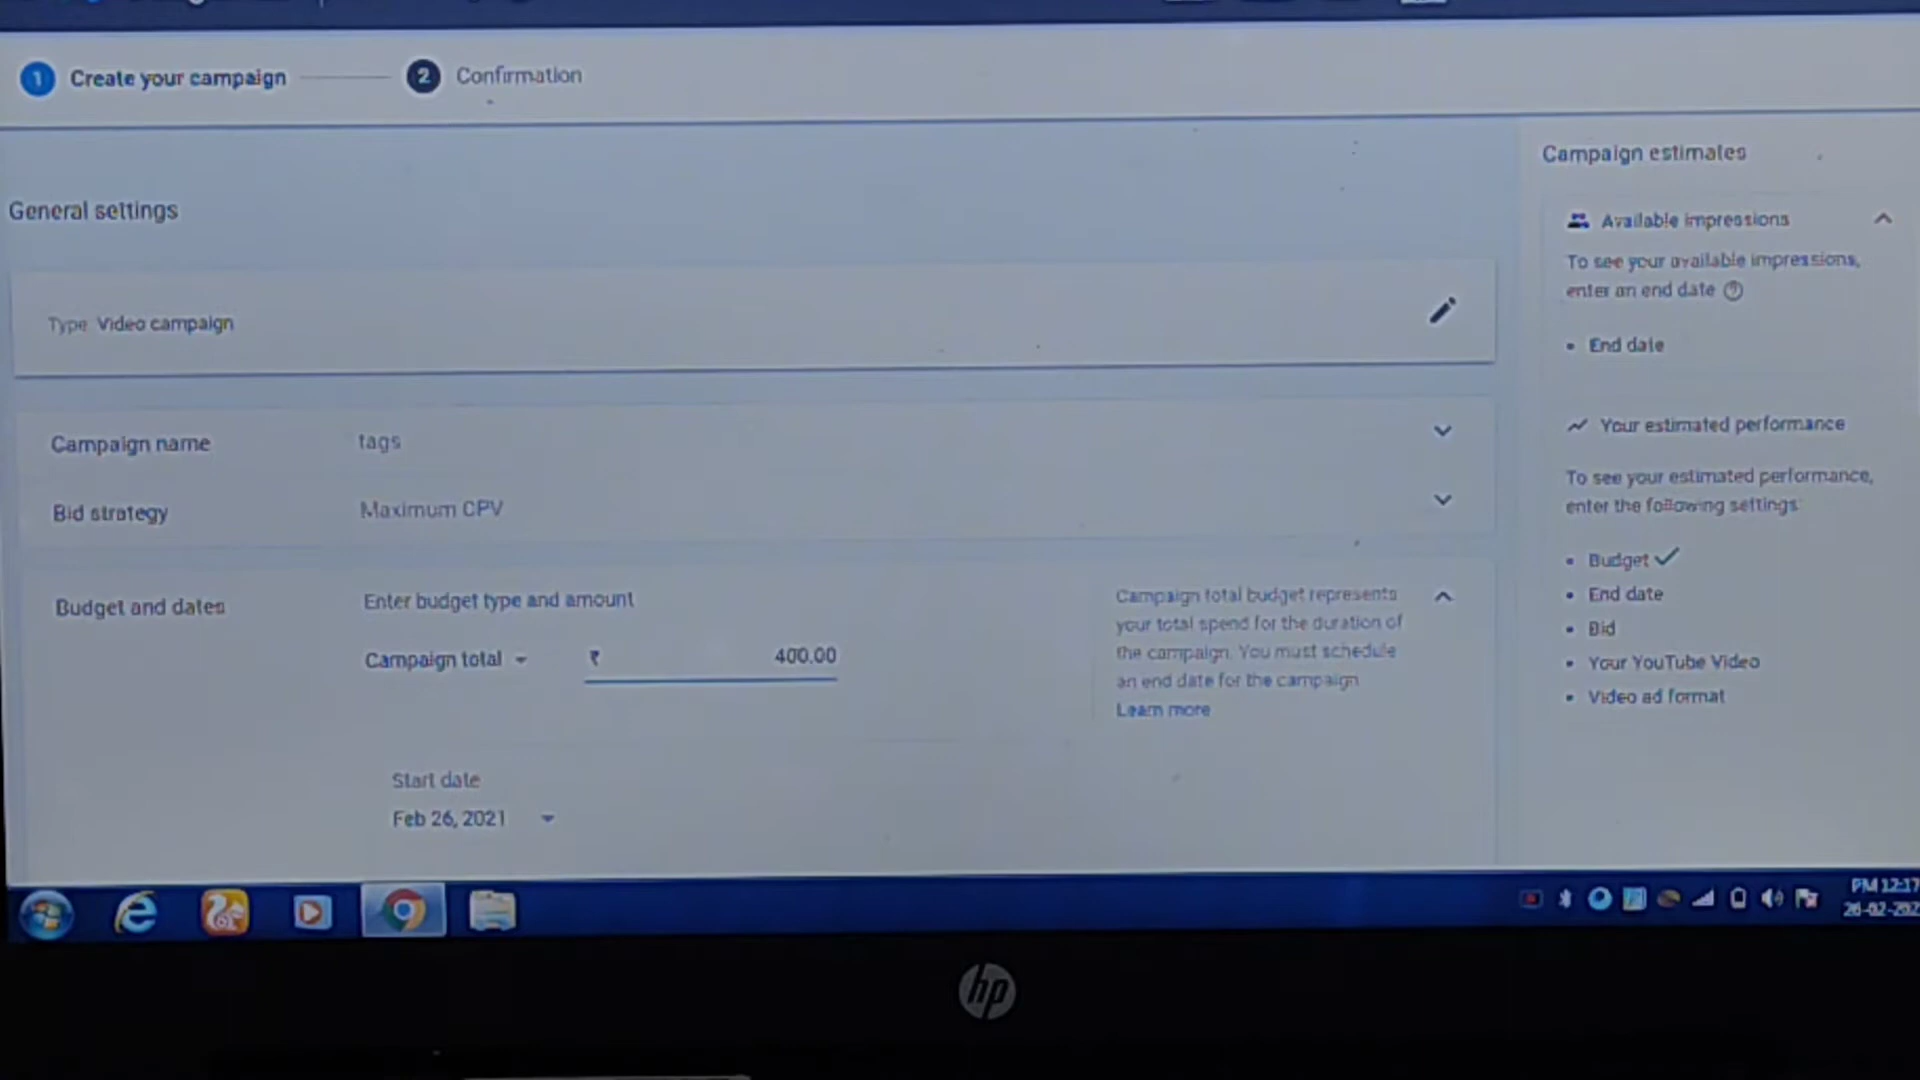 1 Create your campaign
2 Confirmation
General settings
Type Video campaign
Campaign name tags
Bid strategy Maximum CPV
Budget and dates
Enter budget type and amount
Campaign total ₹ 400.00
Campaign total budget represents
your total spend for the duration of
the campaign. You must schedule
an end date for the campaign
Learn more
Start date
Feb 26, 2021
Campaign estimates
Available impressions
To see your available impressions,
enter an end date
• End date
Your estimated performance
To see your estimated performance,
enter the following settings:
• Budget
• End date
• Bid
• Your YouTube Video
• Video ad format
PM 12:17
hp